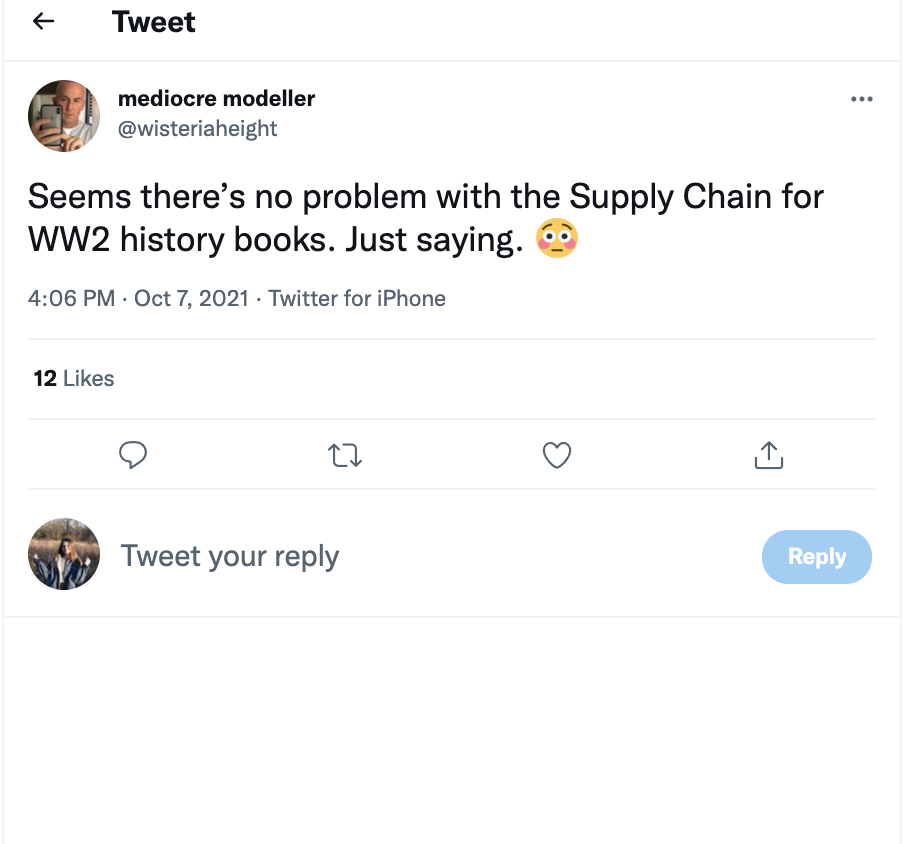 Tweet
mediocre modeller
@wisteriaheight
Seems there’s no problem with the Supply Chain for
WW2 history books. Just saying. 😳
4:06 PM · Oct 7, 2021 · Twitter for iPhone
12 Likes
Tweet your reply
Reply